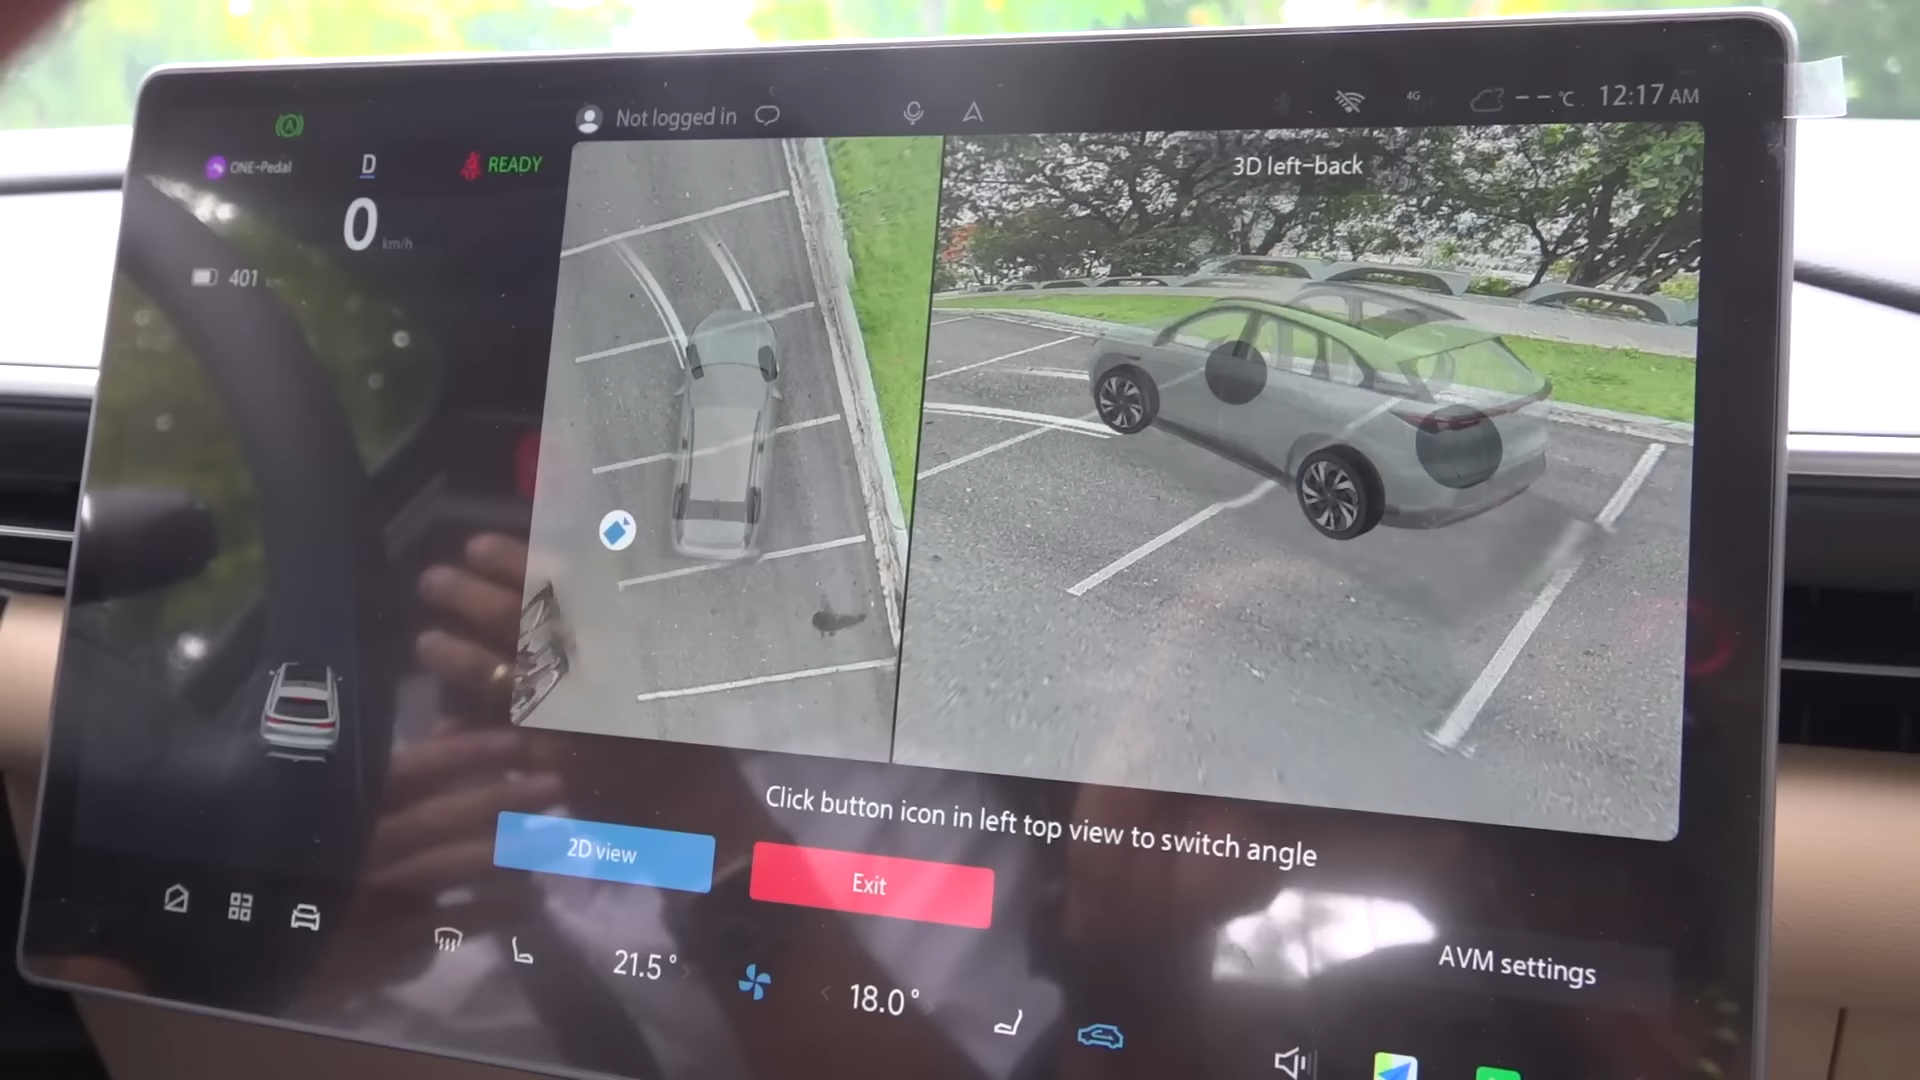 Not logged in
4G
--°C
12:17 AM
ONE-Pedal
D
READY
0
km/h
401
3D left-back
Click button icon in left top view to switch angle
2D view
Exit
21.5°
18.0°
AVM settings